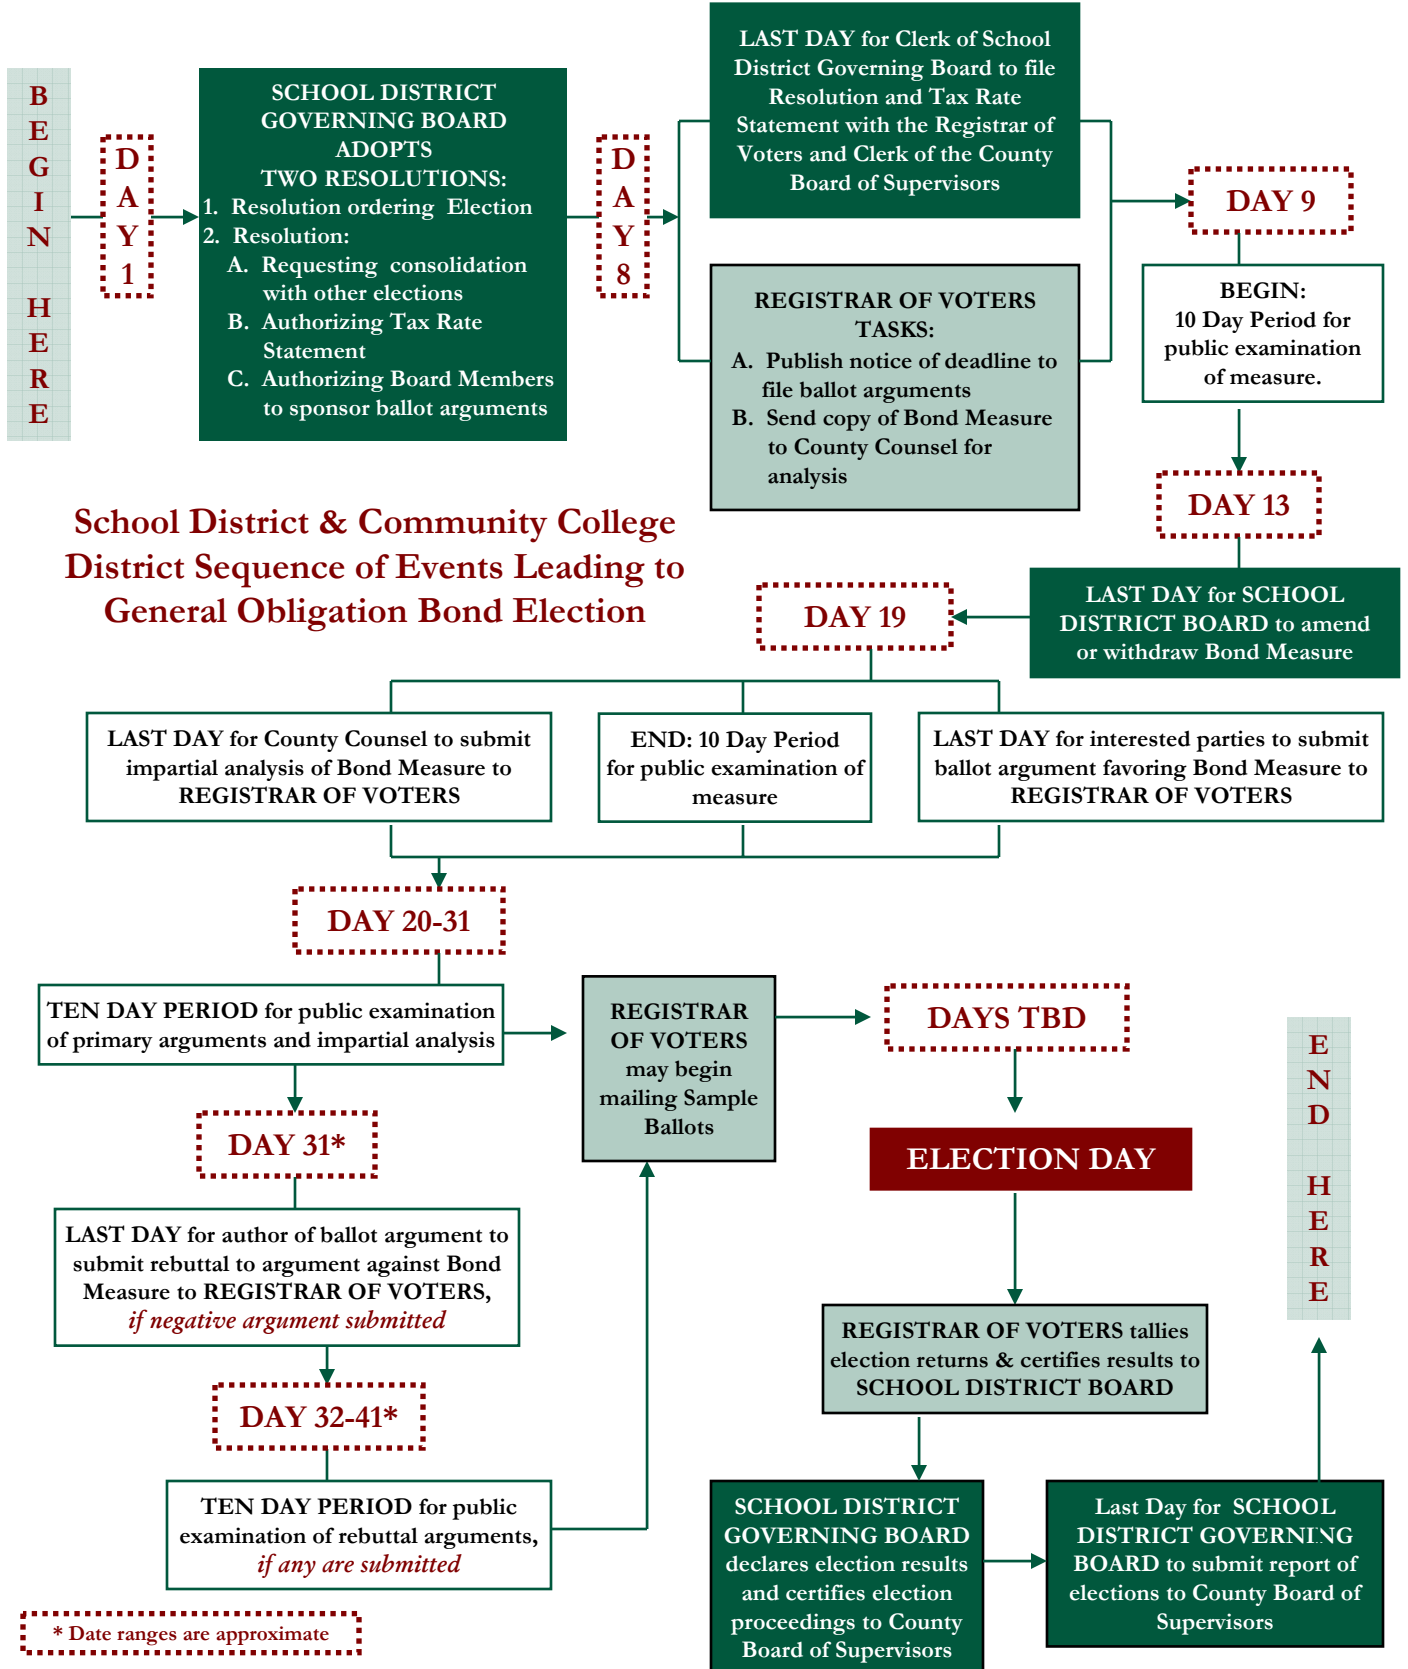 BEGIN HERE
DAY 1
SCHOOL DISTRICT
GOVERNING BOARD
ADOPTS
TWO RESOLUTIONS:
1. Resolution ordering Election
2. Resolution:
A. Requesting consolidation
with other elections
B. Authorizing Tax Rate
Statement
C. Authorizing Board Members
to sponsor ballot arguments
DAY 8
LAST DAY for Clerk of School
District Governing Board to file
Resolution and Tax Rate
Statement with the Registrar of
Voters and Clerk of the County
Board of Supervisors
REGISTRAR OF VOTERS
TASKS:
A. Publish notice of deadline to
file ballot arguments
B. Send copy of Bond Measure
to County Counsel for
analysis
DAY 9
BEGIN:
10 Day Period for
public examination
of measure.
DAY 13
LAST DAY for SCHOOL
DISTRICT BOARD to amend
or withdraw Bond Measure
School District & Community College
District Sequence of Events Leading to
General Obligation Bond Election
DAY 19
LAST DAY for County Counsel to submit
impartial analysis of Bond Measure to
REGISTRAR OF VOTERS
END: 10 Day Period
for public examination of
measure
LAST DAY for interested parties to submit
ballot argument favoring Bond Measure to
REGISTRAR OF VOTERS
DAY 20-31
TEN DAY PERIOD for public examination
of primary arguments and impartial analysis
REGISTRAR
OF VOTERS
may begin
mailing Sample
Ballots
DAYS TBD
DAY 31*
LAST DAY for author of ballot argument to
submit rebuttal to argument against Bond
Measure to REGISTRAR OF VOTERS,
if negative argument submitted
DAY 32-41*
TEN DAY PERIOD for public
examination of rebuttal arguments,
if any are submitted
ELECTION DAY
REGISTRAR OF VOTERS tallies
election returns & certifies results to
SCHOOL DISTRICT BOARD
SCHOOL DISTRICT
GOVERNING BOARD
declares election results
and certifies election
proceedings to County
Board of Supervisors
Last Day for SCHOOL
DISTRICT GOVERNING
BOARD to submit report of
elections to County Board of
Supervisors
END HERE
* Date ranges are approximate